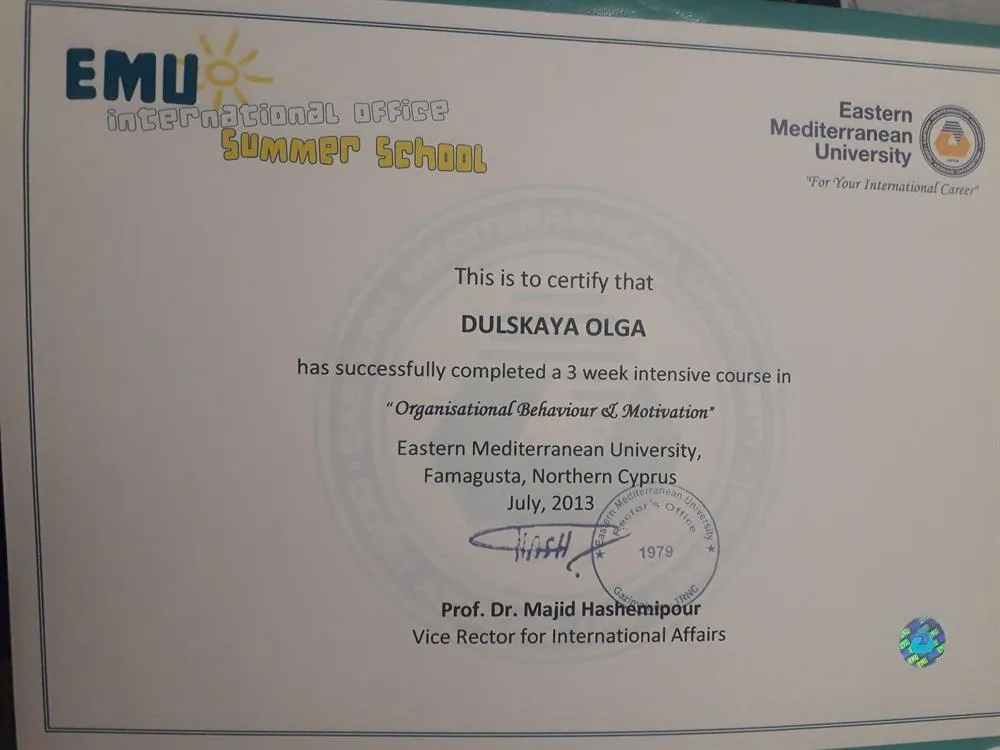 EMU
international office
Summer School
Eastern
Mediterranean
University
"For Your International Career"
This is to certify that
DULSKAYA OLGA
has successfully completed a 3 week intensive course in
"Organisational Behaviour & Motivation"
Eastern Mediterranean University,
Famagusta, Northern Cyprus
July, 2013
Eastern Mediterranean University
Rector's Office
1979
TRNC
Prof. Dr. Majid Hashemipour
Vice Rector for International Affairs